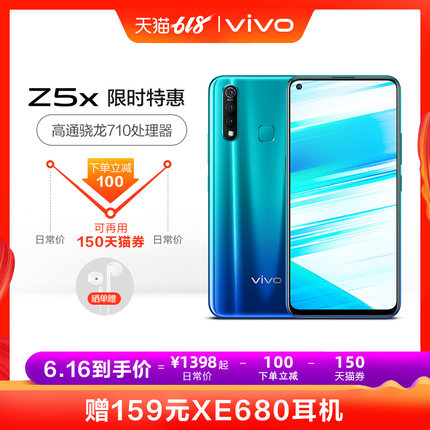 天猫618 vivo
Z5x 限时特惠
高通骁龙710处理器
下单立减
100
日常价
可再用
150天猫券
日常价
晒单赠
vivo
6.16到手价=¥1398起-100-150
日常价 下单立减 天猫券
赠159元XE680耳机